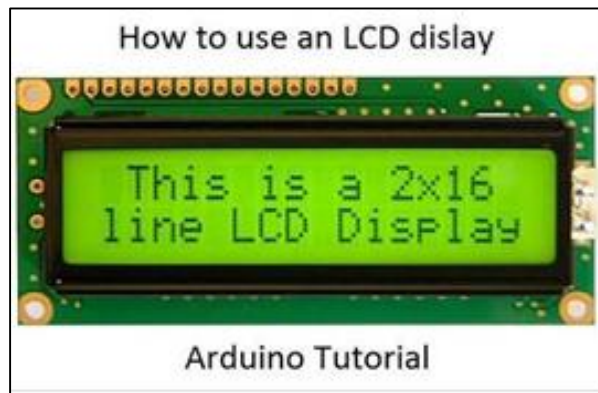 How to use an LCD dislay
This is a 2x16
line LCD Display
Arduino Tutorial